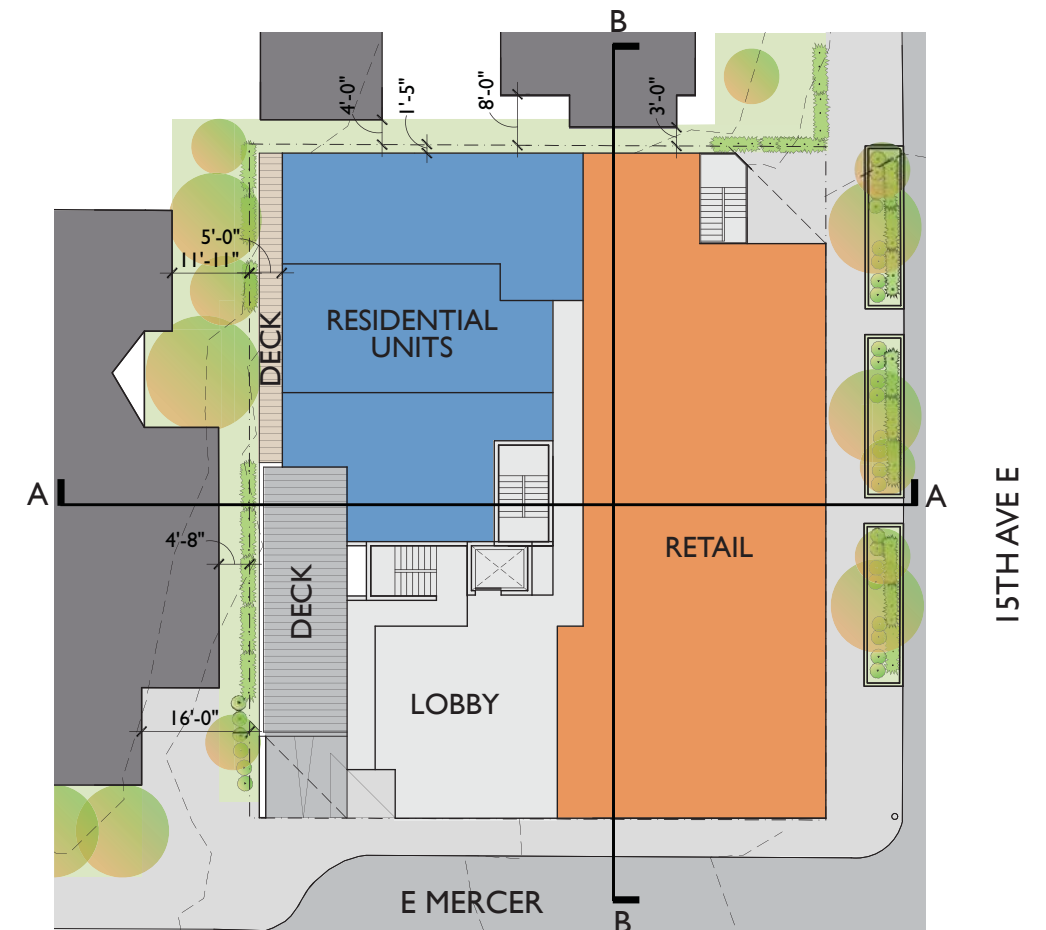 B
4'-0"
1'-5"
8'-0"
3'-0"
5'-0"
11'-11"
DECK
RESIDENTIAL
UNITS
A
A
15TH AVE E
4'-8"
RETAIL
DECK
LOBBY
16'-0"
E MERCER
B